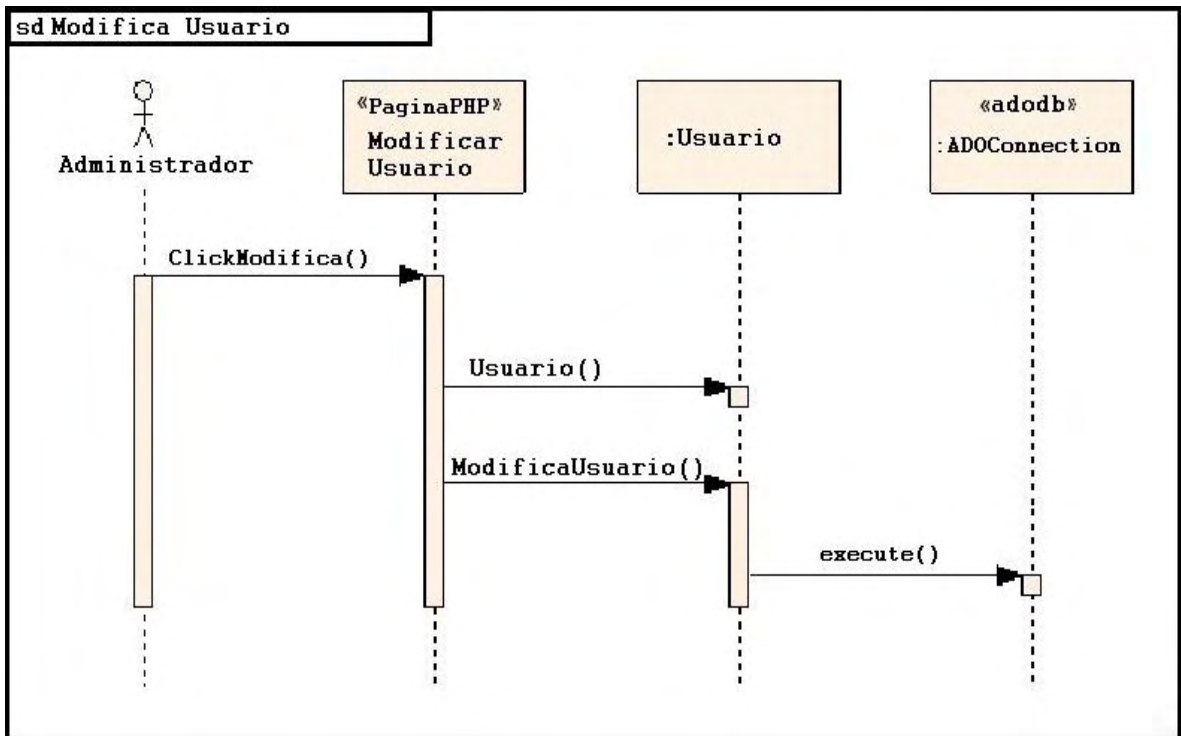 sd Modifica Usuario
Administrador
«PaginaPHP»
Modificar
Usuario
:Usuario
«adodb»
:ADOConnection
ClickModifica()
Usuario()
ModificaUsuario()
execute()